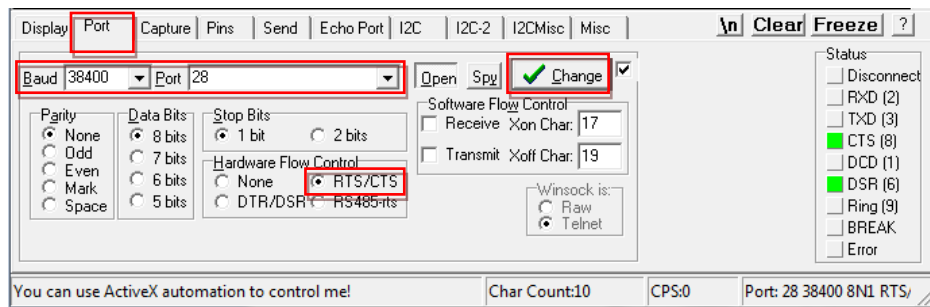 Display Port Capture Pins Send Echo Port I2C I2C-2 I2CMisc Misc \n Clear Freeze ?
Baud 38400 Port 28 Open Spy Change
Parity
None
Odd
Even
Mark
Space
Data Bits
8 bits
7 bits
6 bits
5 bits
Stop Bits
1 bit 2 bits
Hardware Flow Control
None RTS/CTS
DTR/DSR RS485-rts
Software Flow Control
Receive Xon Char: 17
Transmit Xoff Char: 19
Winsock is:
Raw
Telnet
Status
Disconnect
RXD (2)
TXD (3)
CTS (8)
DCD (1)
DSR (6)
Ring (9)
BREAK
Error
You can use ActiveX automation to control me! Char Count:10 CPS:0 Port: 28 38400 8N1 RTS/